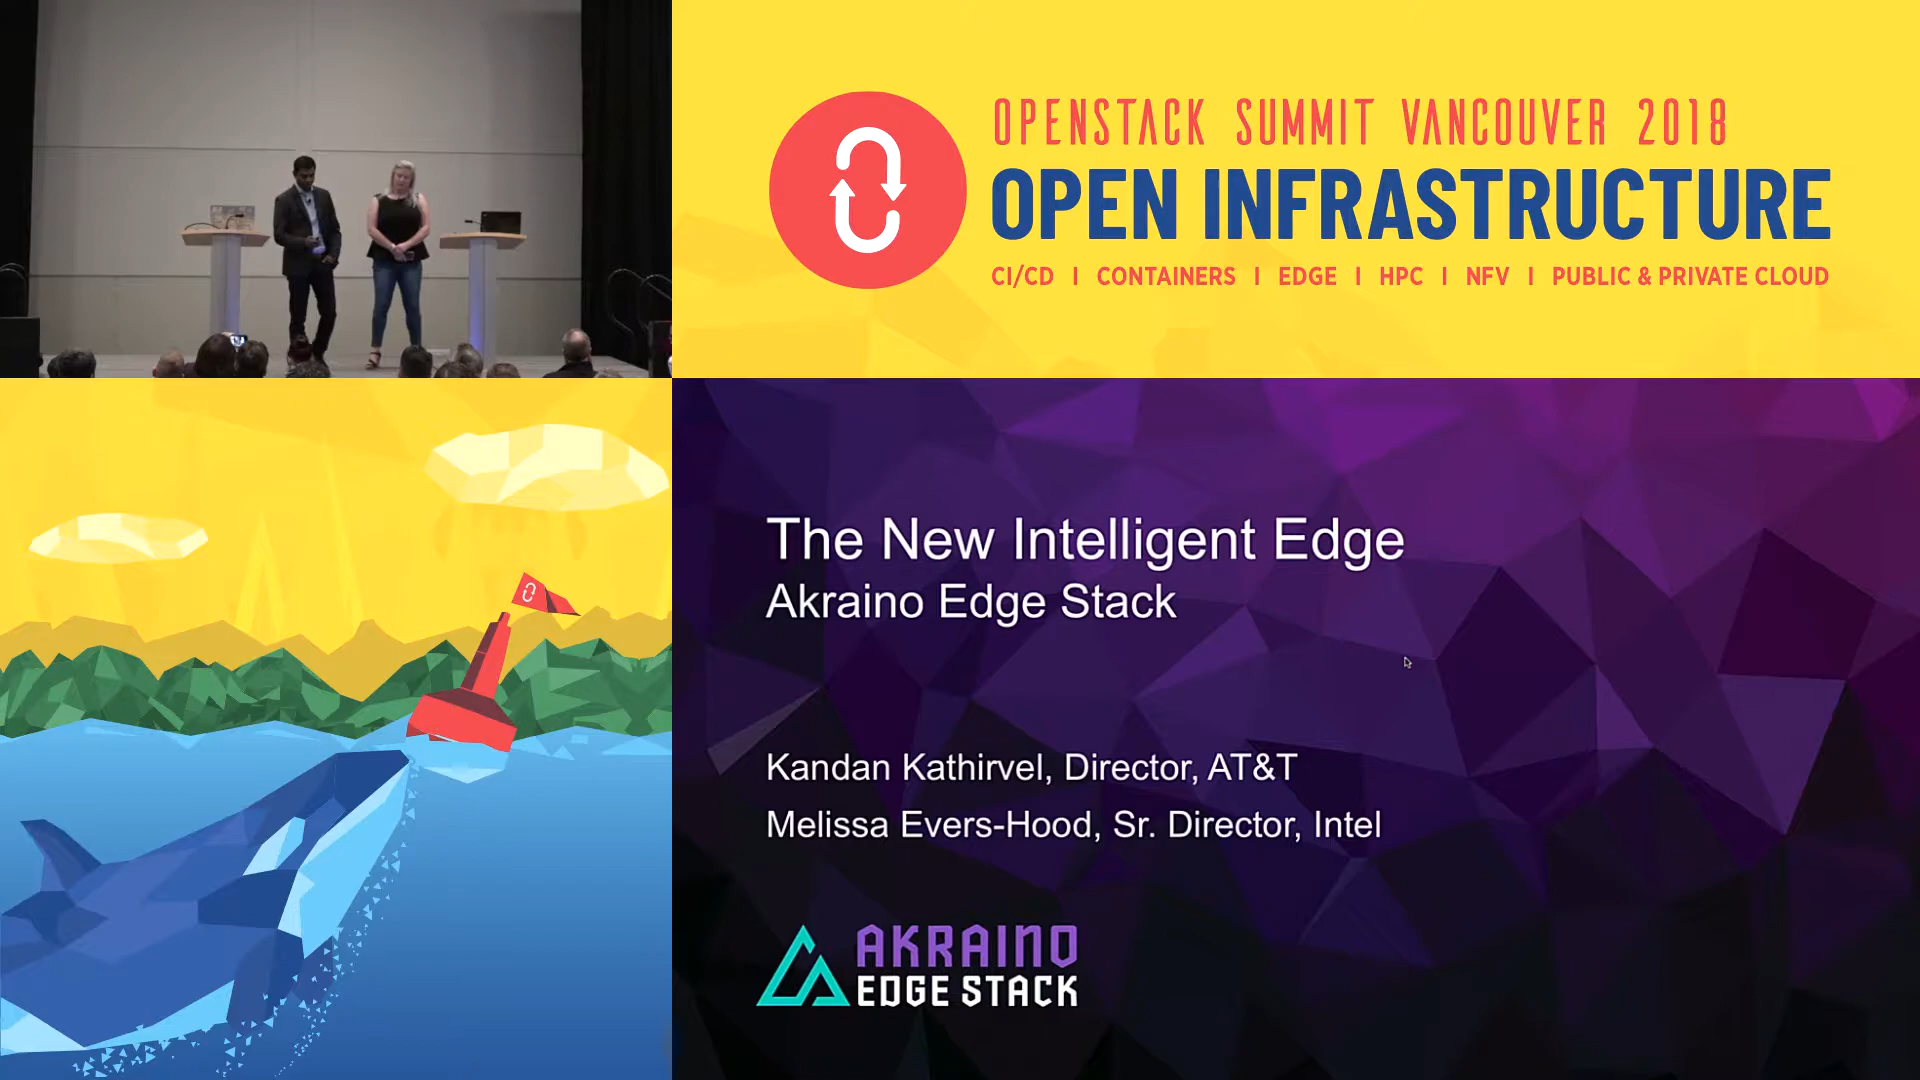 OPENSTACK SUMMIT VANCOUVER 2018
OPEN INFRASTRUCTURE
CI/CD | CONTAINERS | EDGE | HPC | NFV | PUBLIC & PRIVATE CLOUD
The New Intelligent Edge
Akraino Edge Stack
Kandan Kathirvel, Director, AT&T
Melissa Evers-Hood, Sr. Director, Intel
AKRAINO
EDGE STACK